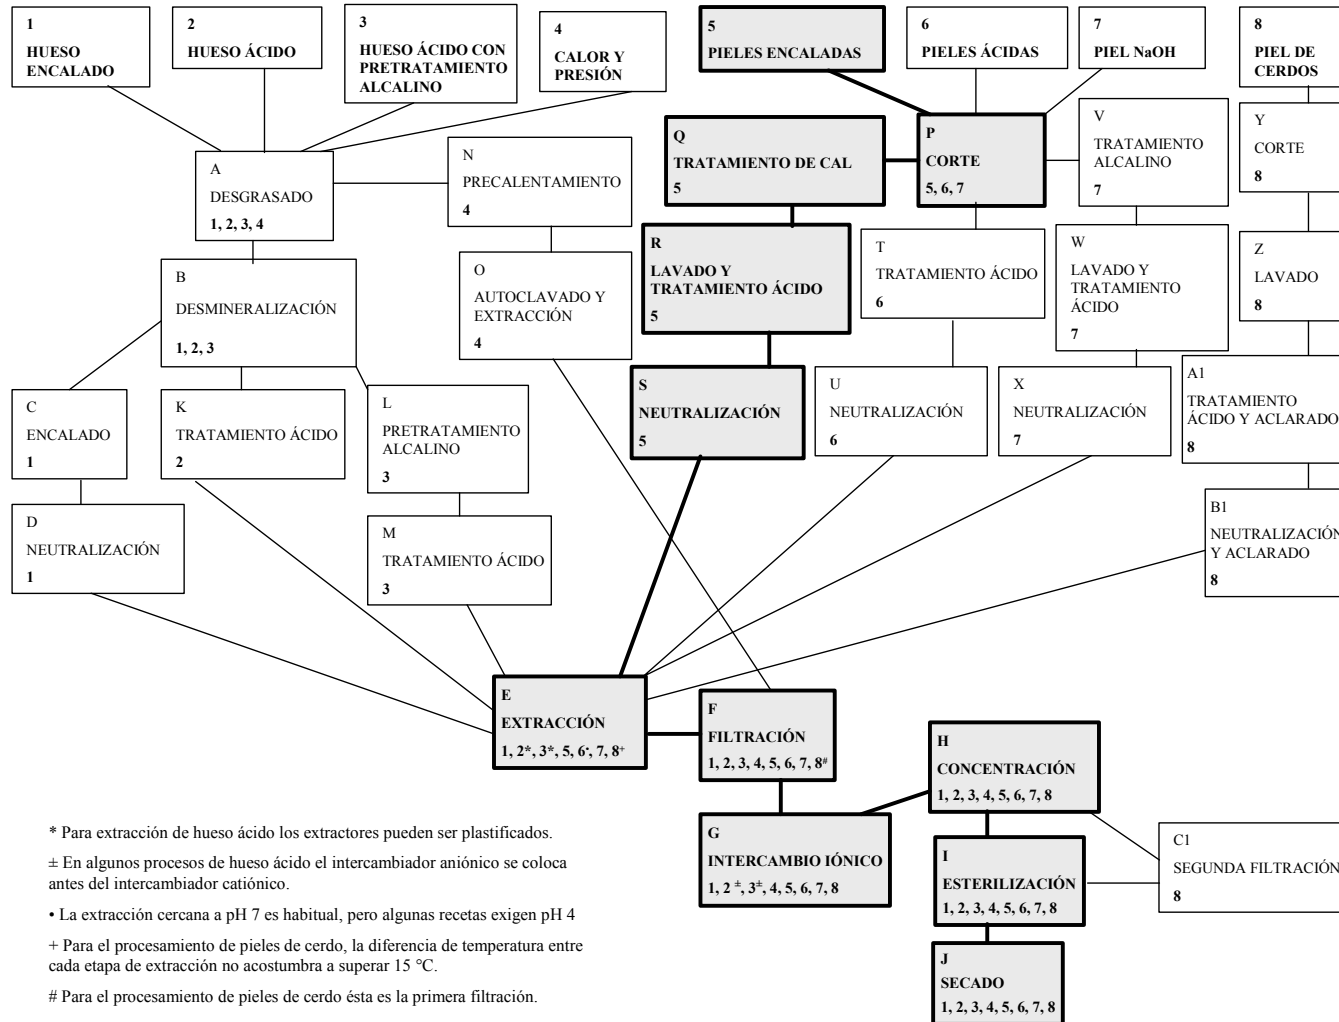 1
HUESO
ENCALADO
2
HUESO ÁCIDO
3
HUESO ÁCIDO CON
PRETRATAMIENTO
ALCALINO
4
CALOR Y
PRESIÓN
5
PIELES ENCALADAS
6
PIELES ÁCIDAS
7
PIEL NaOH
8
PIEL DE
CERDOS
A
DESGRASADO
1, 2, 3, 4
N
PRECALENTAMIENTO
4
Q
TRATAMIENTO DE CAL
5
P
CORTE
5, 6, 7
V
TRATAMIENTO
ALCALINO
7
Y
CORTE
8
B
DESMINERALIZACIÓN
1, 2, 3
O
AUTOCLAVADO Y
EXTRACCIÓN
4
R
LAVADO Y
TRATAMIENTO ÁCIDO
5
T
TRATAMIENTO ÁCIDO
6
W
LAVADO Y
TRATAMIENTO
ÁCIDO
7
Z
LAVADO
8
C
ENCALADO
1
K
TRATAMIENTO ÁCIDO
2
L
PRETRATAMIENTO
ALCALINO
3
S
NEUTRALIZACIÓN
5
U
NEUTRALIZACIÓN
6
X
NEUTRALIZACIÓN
7
A1
TRATAMIENTO
ÁCIDO Y ACLARADO
8
D
NEUTRALIZACIÓN
1
M
TRATAMIENTO ÁCIDO
3
B1
NEUTRALIZACIÓN
Y ACLARADO
8
E
EXTRACCIÓN
1, 2*, 3*, 5, 6•, 7, 8+
F
FILTRACIÓN
1, 2, 3, 4, 5, 6, 7, 8#
H
CONCENTRACIÓN
1, 2, 3, 4, 5, 6, 7, 8
G
INTERCAMBIO IÓNICO
1, 2 ±, 3±, 4, 5, 6, 7, 8
I
ESTERILIZACIÓN
1, 2, 3, 4, 5, 6, 7, 8
C1
SEGUNDA FILTRACIÓN
8
J
SECADO
1, 2, 3, 4, 5, 6, 7, 8
* Para extracción de hueso ácido los extractores pueden ser plastificados.
± En algunos procesos de hueso ácido el intercambiador aniónico se coloca
antes del intercambiador catiónico.
• La extracción cercana a pH 7 es habitual, pero algunas recetas exigen pH 4
+ Para el procesamiento de pieles de cerdo, la diferencia de temperatura entre
cada etapa de extracción no acostumbra a superar 15 °C.
# Para el procesamiento de pieles de cerdo ésta es la primera filtración.